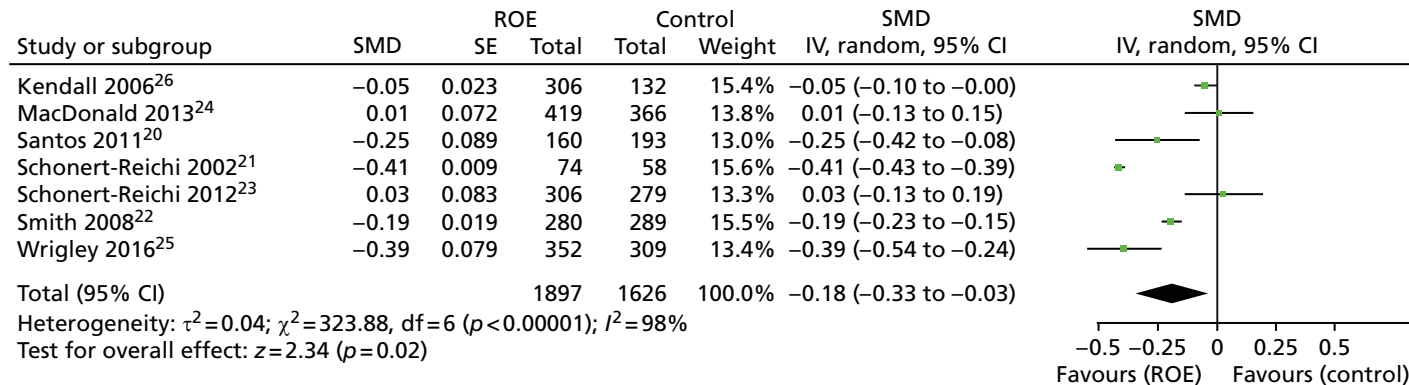 ROE Control SMD SMD
Study or subgroup SMD SE Total Total Weight IV, random, 95% CI IV, random, 95% CI
Kendall 2006²⁶ −0.05 0.023 306 132 15.4% −0.05 (−0.10 to −0.00)
MacDonald 2013²⁴ 0.01 0.072 419 366 13.8% 0.01 (−0.13 to 0.15)
Santos 2011²⁰ −0.25 0.089 160 193 13.0% −0.25 (−0.42 to −0.08)
Schonert-Reichi 2002²¹ −0.41 0.009 74 58 15.6% −0.41 (−0.43 to −0.39)
Schonert-Reichi 2012²³ 0.03 0.083 306 279 13.3% 0.03 (−0.13 to 0.19)
Smith 2008²² −0.19 0.019 280 289 15.5% −0.19 (−0.23 to −0.15)
Wrigley 2016²⁵ −0.39 0.079 352 309 13.4% −0.39 (−0.54 to −0.24)
Total (95% CI) 1897 1626 100.0% −0.18 (−0.33 to −0.03)
Heterogeneity: τ²=0.04; χ²=323.88, df=6 (p<0.00001); I²=98%
Test for overall effect: z=2.34 (p=0.02)
−0.5 −0.25 0 0.25 0.5
Favours (ROE) Favours (control)